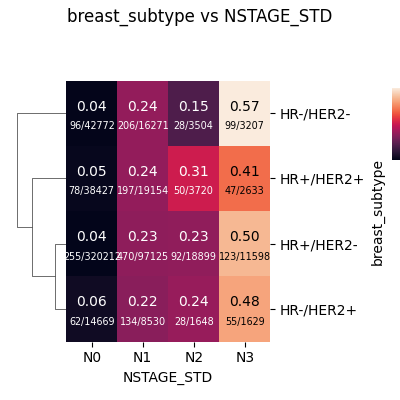 breast_subtype vs NSTAGE_STD
0.04 0.24 0.15 0.57 HR-/HER2-
96/42772 206/16271 28/3504 99/3207
0.05 0.24 0.31 0.41 HR+/HER2+
78/38427 197/19154 50/3720 47/2633
0.04 0.23 0.23 0.50 HR+/HER2-
255/320212 470/97125 92/18899 123/11598
0.06 0.22 0.24 0.48 HR-/HER2+
62/14669 134/8530 28/1648 55/1629
N0 N1 N2 N3
NSTAGE_STD
breast_subtype